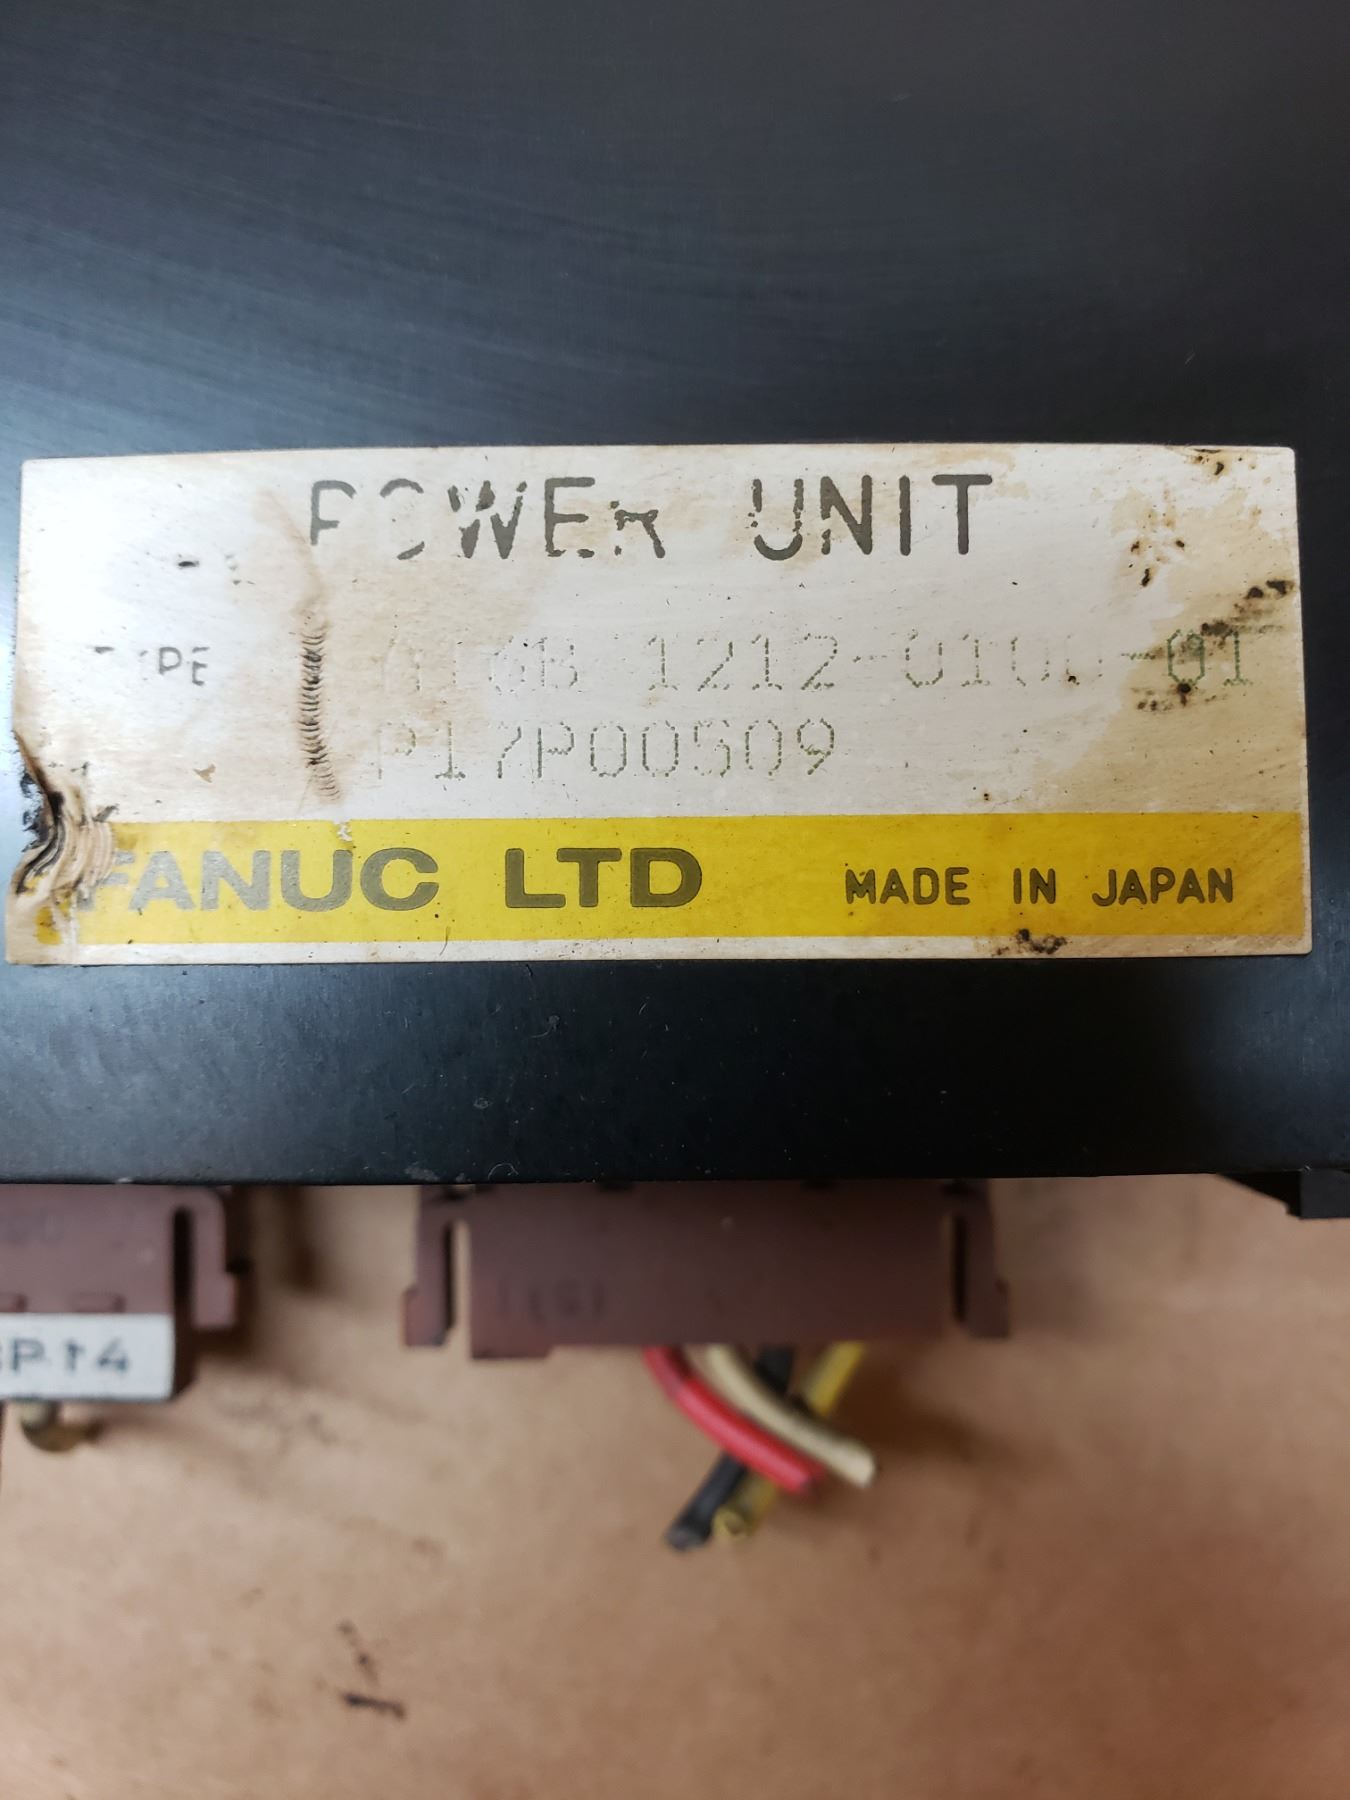 POWER UNIT
TYPE A16B-1212-0100-01
P17P00509
FANUC LTD MADE IN JAPAN
CP14